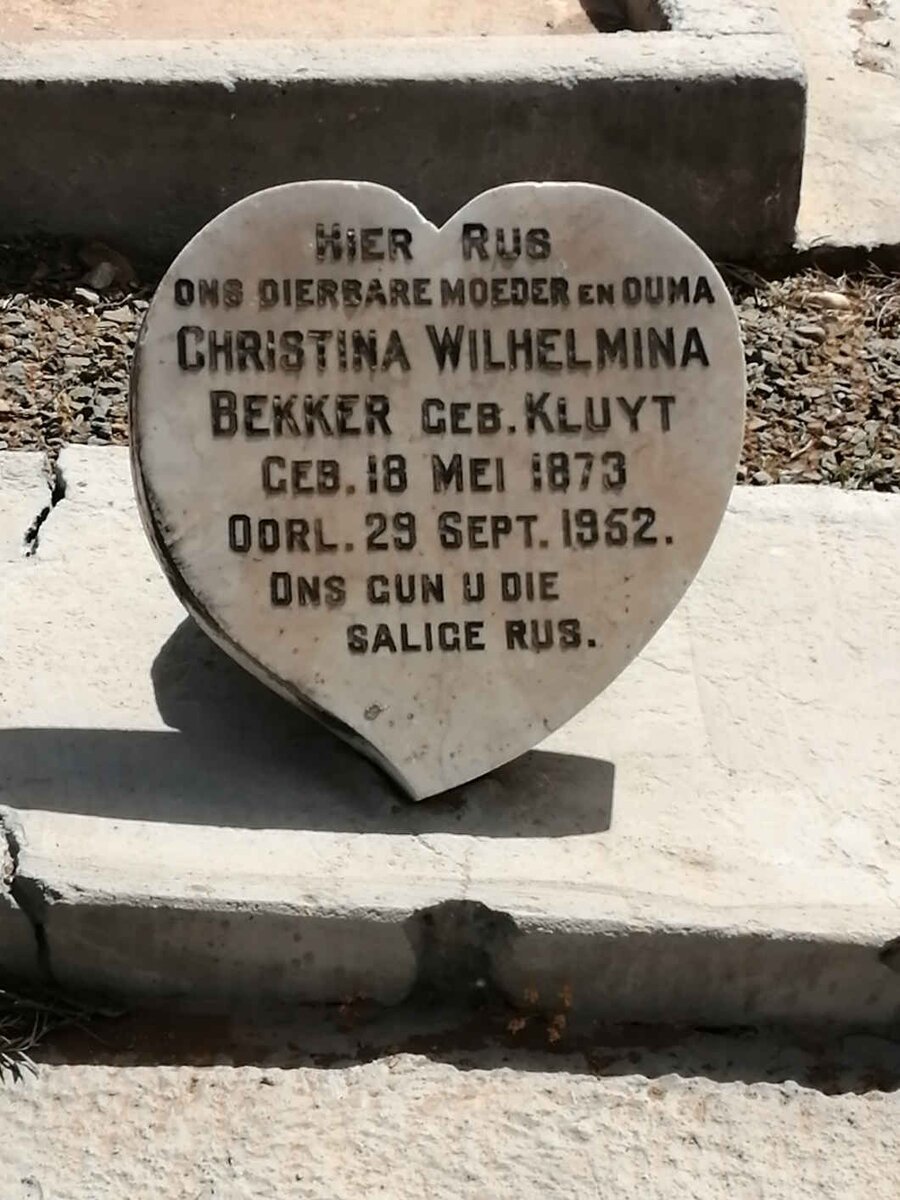 HIER RUS
ONS DIERBARE MOEDER EN OUMA
CHRISTINA WILHELMINA
BEKKER GEB. KLUYT
GEB. 18 MEI 1873
OORL. 29 SEPT. 1952.
ONS GUN U DIE
SALIGE RUS.